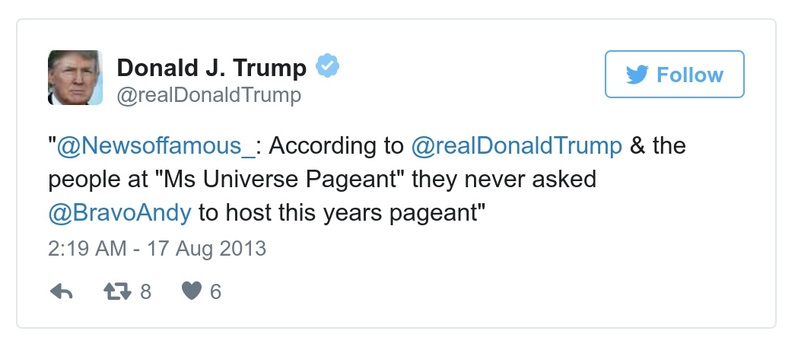 Donald J. Trump
@realDonaldTrump
Follow
"@Newsoffamous_: According to @realDonaldTrump & the
people at "Ms Universe Pageant" they never asked
@BravoAndy to host this years pageant"
2:19 AM - 17 Aug 2013
8 6